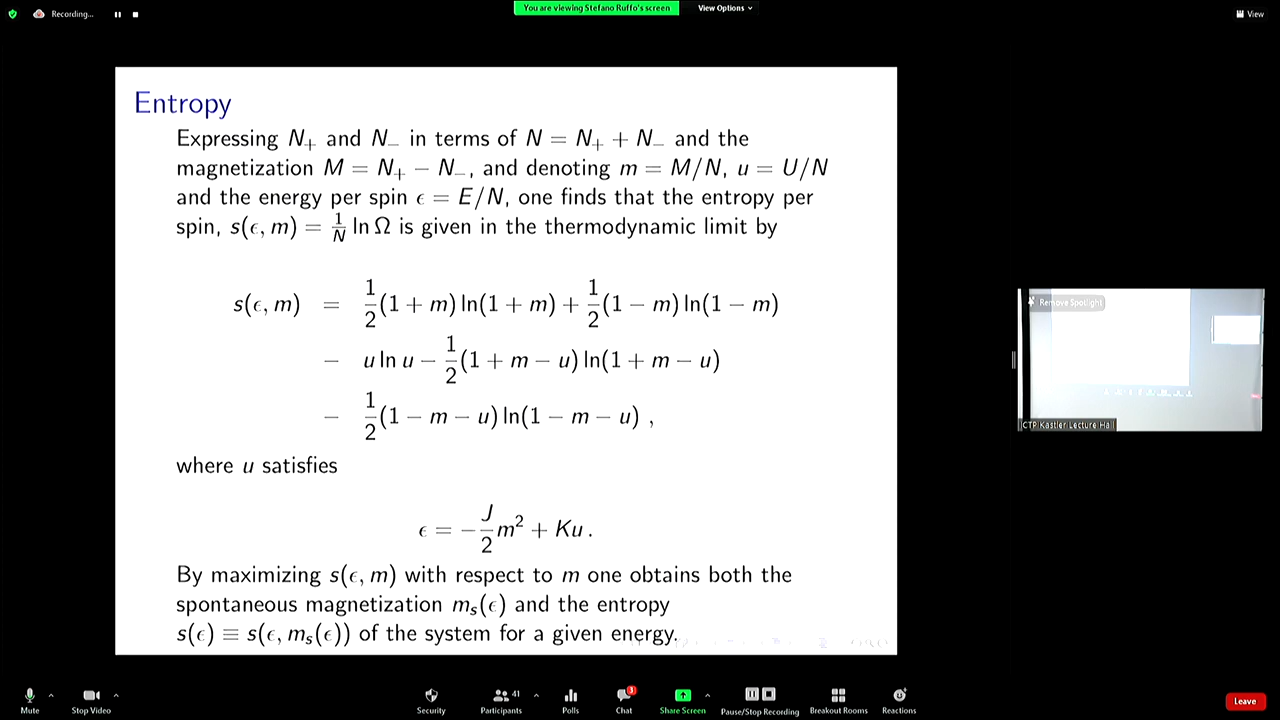 Recording...
You are viewing Stefano Ruffo's screen
View Options
View
Entropy
Expressing N₊ and N₋ in terms of N = N₊ + N₋ and the
magnetization M = N₊ − N₋, and denoting m = M/N, u = U/N
and the energy per spin ϵ = E/N, one finds that the entropy per
spin, s(ϵ, m) = 1/N ln Ω is given in the thermodynamic limit by
s(ϵ, m) = 1/2(1 + m) ln(1 + m) + 1/2(1 − m) ln(1 − m)
− u ln u − 1/2(1 + m − u) ln(1 + m − u)
− 1/2(1 − m − u) ln(1 − m − u) ,
where u satisfies
ϵ = −J/2 m² + Ku .
By maximizing s(ϵ, m) with respect to m one obtains both the
spontaneous magnetization mₛ(ϵ) and the entropy
s(ϵ) ≡ s(ϵ, mₛ(ϵ)) of the system for a given energy.
Remove Spotlight
CTP Kastler Lecture Hall
Mute
Stop Video
Security
41
Participants
Polls
3
Chat
Share Screen
Pause/Stop Recording
Breakout Rooms
Reactions
Leave